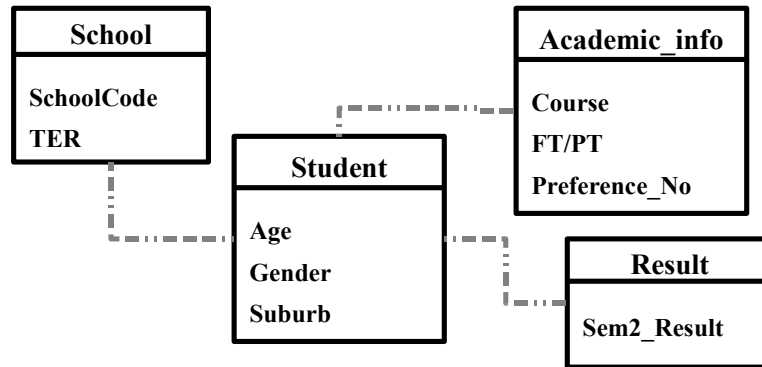 School
SchoolCode
TER
Academic_info
Course
FT/PT
Preference_No
Student
Age
Gender
Suburb
Result
Sem2_Result